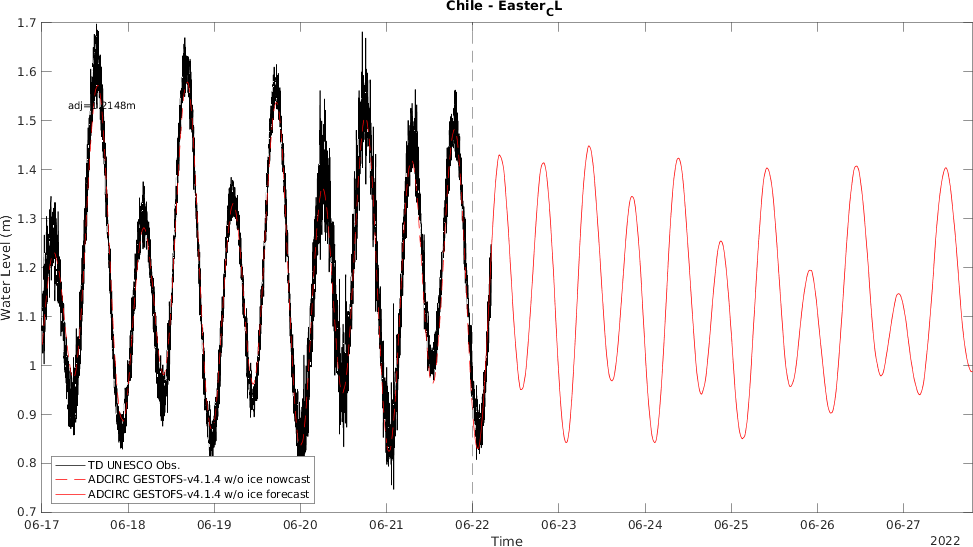 Chile - Easter_CL
1.7
1.6
1.5
1.4
1.3
1.2
1.1
1
0.9
0.8
0.7
Water Level (m)
TD UNESCO Obs.
ADCIRC GESTOFS-v4.1.4 w/o ice nowcast
ADCIRC GESTOFS-v4.1.4 w/o ice forecast
06-17 06-18 06-19 06-20 06-21 06-22 06-23 06-24 06-25 06-26 06-27
Time
2022